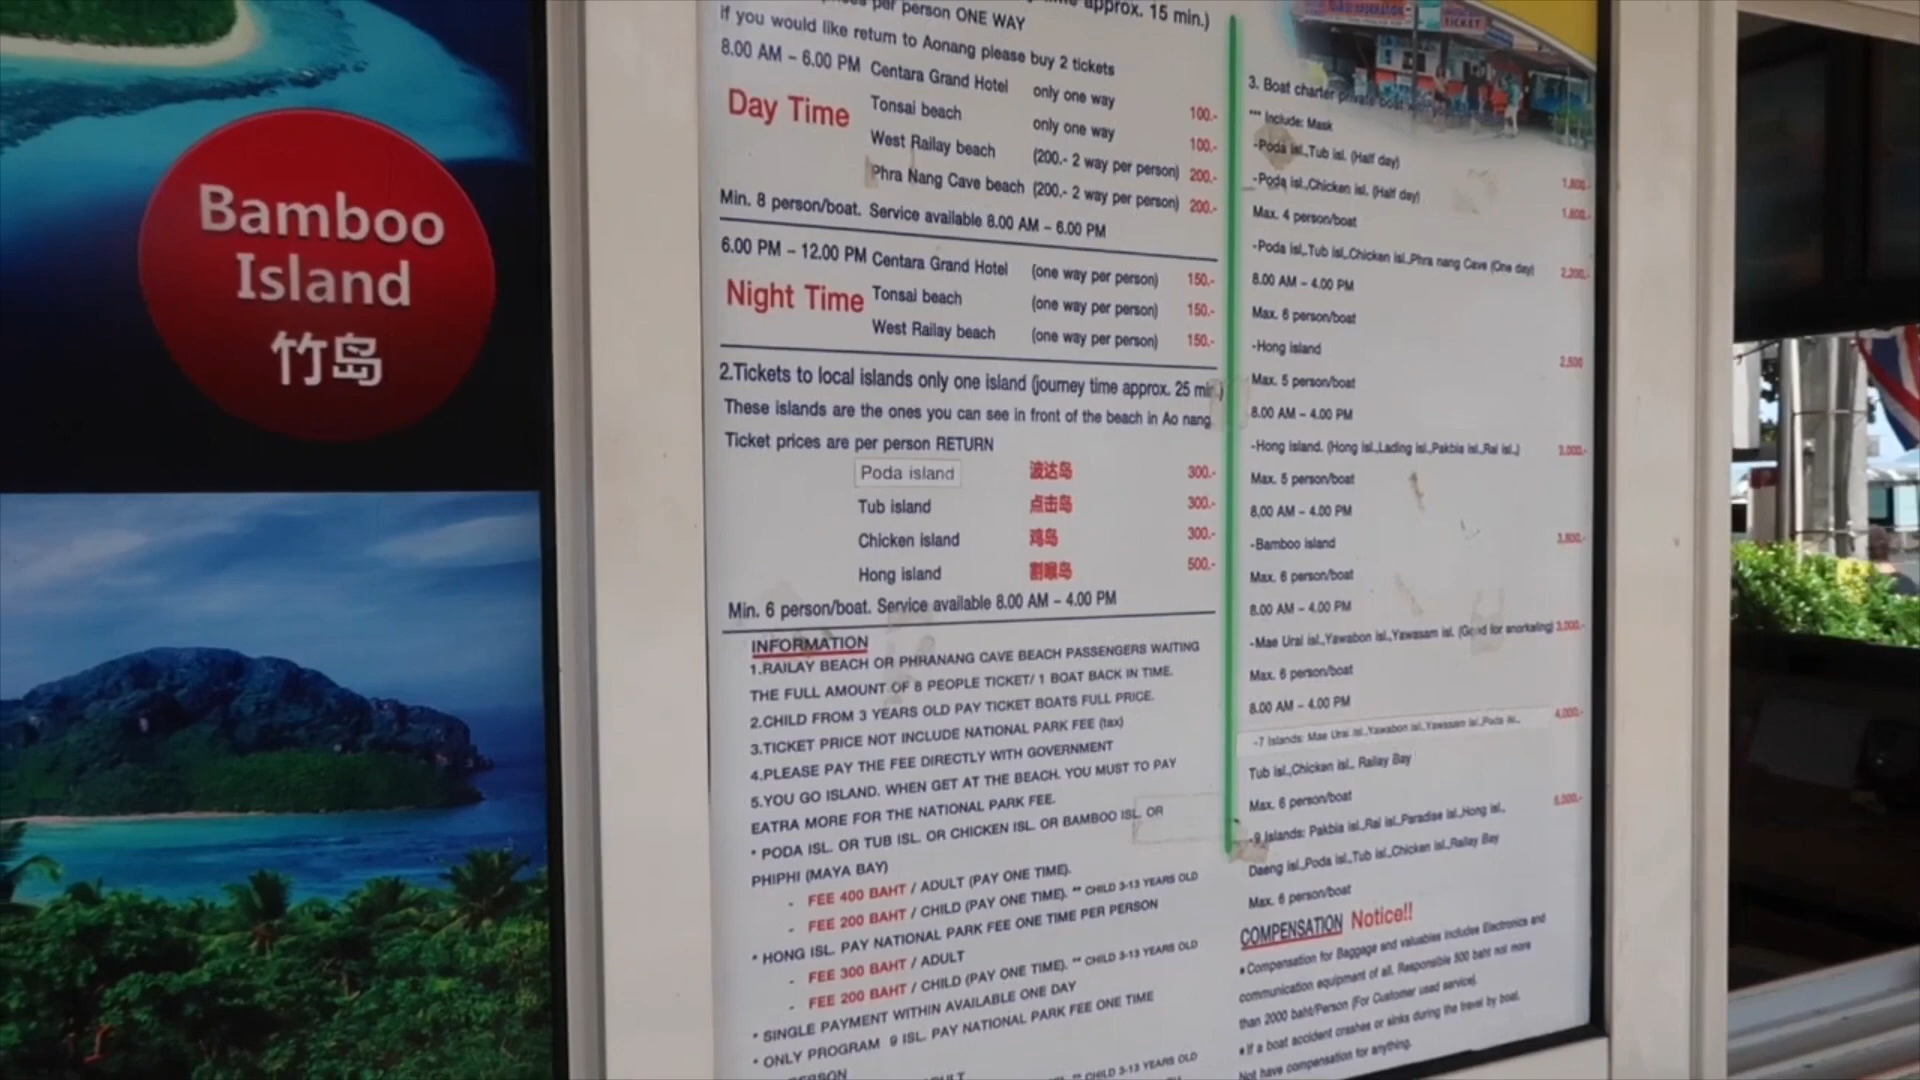 Bamboo
Island
竹岛
per person ONE WAY
approx. 15 min.)
If you would like return to Aonang please buy 2 tickets
8.00 AM – 6.00 PM Centara Grand Hotel only one way 100.-
Day Time Tonsai beach only one way 100.-
West Railay beach (200.- 2 way per person) 200.-
Phra Nang Cave beach (200.- 2 way per person) 200.-
Min. 8 person/boat. Service available 8.00 AM – 6.00 PM
6.00 PM – 12.00 PM Centara Grand Hotel (one way per person) 150.-
Night Time Tonsai beach (one way per person) 150.-
West Railay beach (one way per person) 150.-
2.Tickets to local islands only one island (journey time approx. 25 min.)
These islands are the ones you can see in front of the beach in Ao nang
Ticket prices are per person RETURN
Poda island 波达岛 300.-
Tub island 点击岛 300.-
Chicken island 鸡岛 300.-
Hong island 割喉岛 500.-
Min. 6 person/boat. Service available 8.00 AM – 4.00 PM
INFORMATION
1.RAILAY BEACH OR PHRANANG CAVE BEACH PASSENGERS WAITING
THE FULL AMOUNT OF 8 PEOPLE TICKET/ 1 BOAT BACK IN TIME.
2.CHILD FROM 3 YEARS OLD PAY TICKET BOATS FULL PRICE.
3.TICKET PRICE NOT INCLUDE NATIONAL PARK FEE (tax)
4.PLEASE PAY THE FEE DIRECTLY WITH GOVERNMENT
5.YOU GO ISLAND. WHEN GET AT THE BEACH. YOU MUST TO PAY
EATRA MORE FOR THE NATIONAL PARK FEE.
* PODA ISL. OR TUB ISL. OR CHICKEN ISL. OR BAMBOO ISL. OR
PHIPHI (MAYA BAY)
- FEE 400 BAHT / ADULT (PAY ONE TIME).
- FEE 200 BAHT / CHILD (PAY ONE TIME). ** CHILD 3-13 YEARS OLD
* HONG ISL. PAY NATIONAL PARK FEE ONE TIME PER PERSON
- FEE 300 BAHT / ADULT
- FEE 200 BAHT / CHILD (PAY ONE TIME). ** CHILD 3-13 YEARS OLD
* SINGLE PAYMENT WITHIN AVAILABLE ONE DAY
* ONLY PROGRAM 9 ISL. PAY NATIONAL PARK FEE ONE TIME
** CHILD 3-13 YEARS OLD
TICKET
3. Boat charter private boat
*** Include: Mask
-Poda isl.,Tub isl. (Half day) 1,800.-
-Poda isl.,Chicken isl. (Half day) 1,800.-
Max. 4 person/boat
-Poda isl.,Tub isl.,Chicken isl.,Phra nang Cave (One day) 2,200.-
8.00 AM – 4.00 PM
Max. 6 person/boat
-Hong island 2,500
Max. 5 person/boat
8.00 AM – 4.00 PM
-Hong island. (Hong isl.,Lading isl.,Pakbia isl.,Rai isl.,) 3,000.-
Max. 5 person/boat
8,00 AM – 4.00 PM
-Bamboo island 3,800.-
Max. 6 person/boat
8.00 AM – 4.00 PM
-Mae Urai isl.,Yawabon isl.,Yawasam isl. (Good for snorkaling) 3,000.-
Max. 6 person/boat
8.00 AM – 4.00 PM
-7 Islands: Mae Urai isl.,Yawabon isl.,Yawasam isl.,Poda isl., 4,000.-
Tub isl.,Chicken isl., Railay Bay
Max. 6 person/boat
-9 Islands: Pakbia isl.,Rai isl.,Paradise isl.,Hong isl., 5,000.-
Daeng isl.,Poda isl.,Tub isl.,Chicken isl.,Railay Bay
Max. 6 person/boat
COMPENSATION Notice!!
• Compensation for Baggage and valuables includes Electronics and
communication equipment of all. Responsible 500 baht not more
than 2000 baht/Person (For Customer used service).
• If a boat accident crashes or sinks during the travel by boat.
Not have compensation for anything.